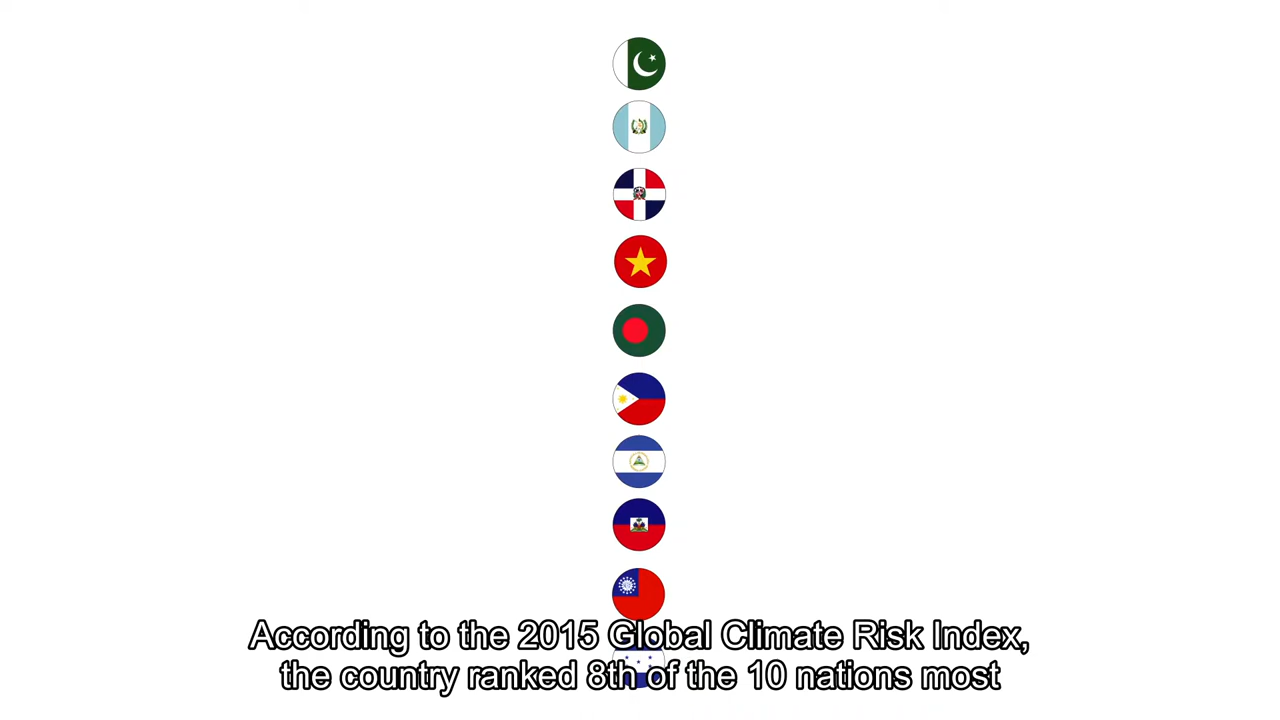 According to the 2015 Global Climate Risk Index,
the country ranked 8th of the 10 nations most